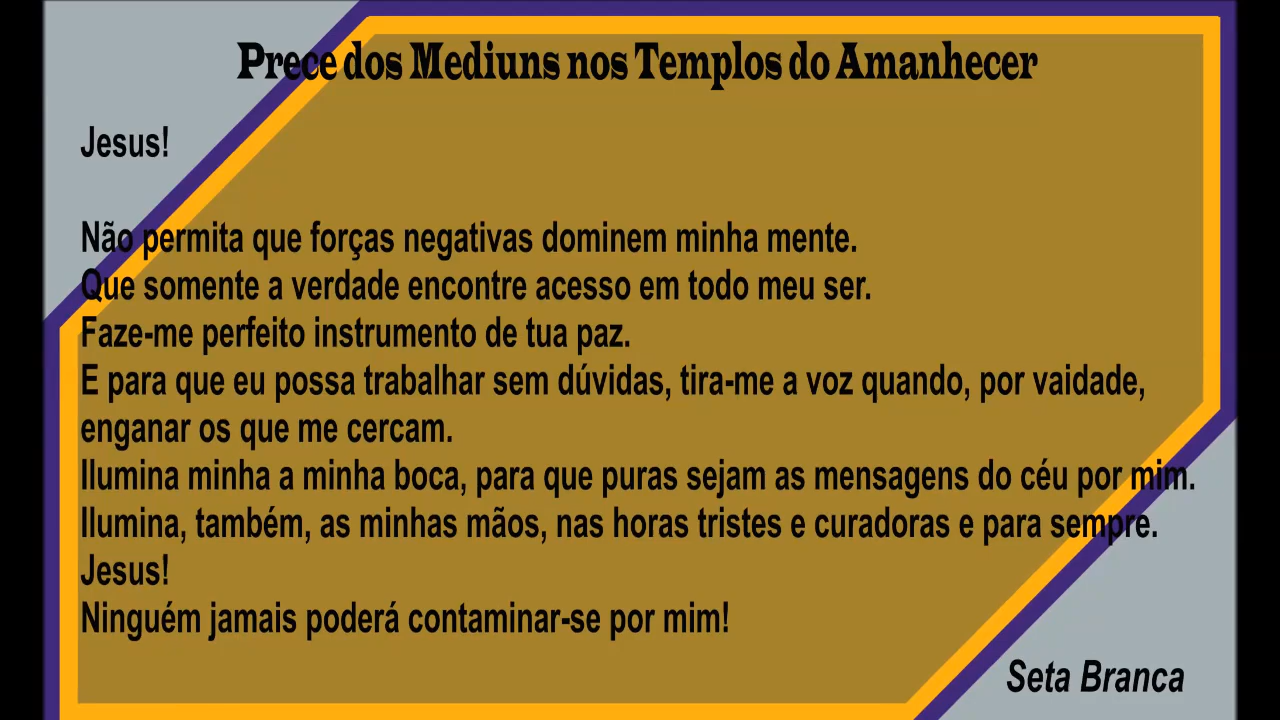 Prece dos Mediuns nos Templos do Amanhecer
Jesus!
Não permita que forças negativas dominem minha mente.
Que somente a verdade encontre acesso em todo meu ser.
Faze-me perfeito instrumento de tua paz.
E para que eu possa trabalhar sem dúvidas, tira-me a voz quando, por vaidade,
enganar os que me cercam.
Ilumina minha a minha boca, para que puras sejam as mensagens do céu por mim.
Ilumina, também, as minhas mãos, nas horas tristes e curadoras e para sempre.
Jesus!
Ninguém jamais poderá contaminar-se por mim!
Seta Branca